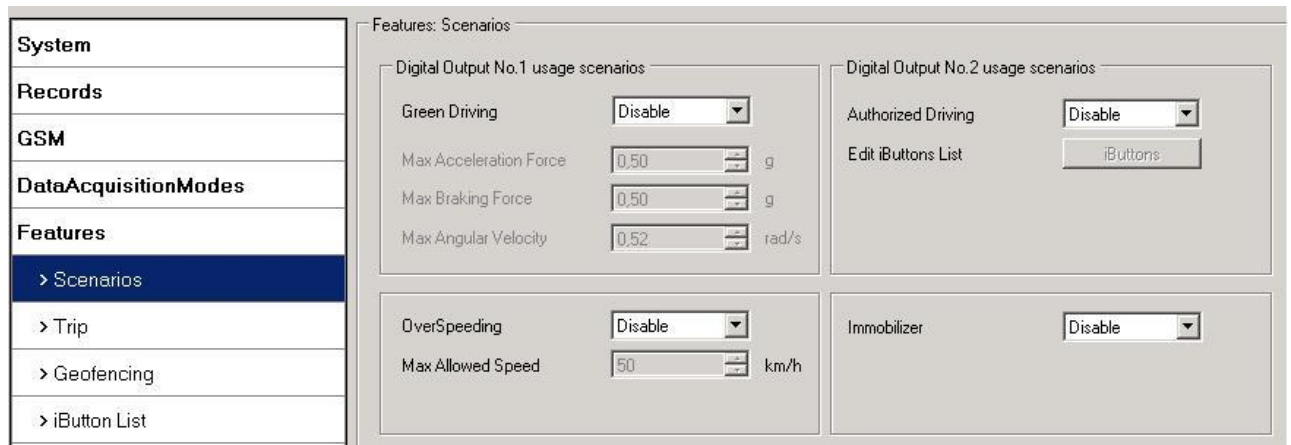 System
Records
GSM
DataAcquisitionModes
Features
> Scenarios
> Trip
> Geofencing
> iButton List
Features: Scenarios
Digital Output No.1 usage scenarios
Green Driving Disable
Max Acceleration Force 0,50 g
Max Braking Force 0,50 g
Max Angular Velocity 0,52 rad/s
Digital Output No.2 usage scenarios
Authorized Driving Disable
Edit iButtons List iButtons
OverSpeeding Disable
Max Allowed Speed 50 km/h
Immobilizer Disable